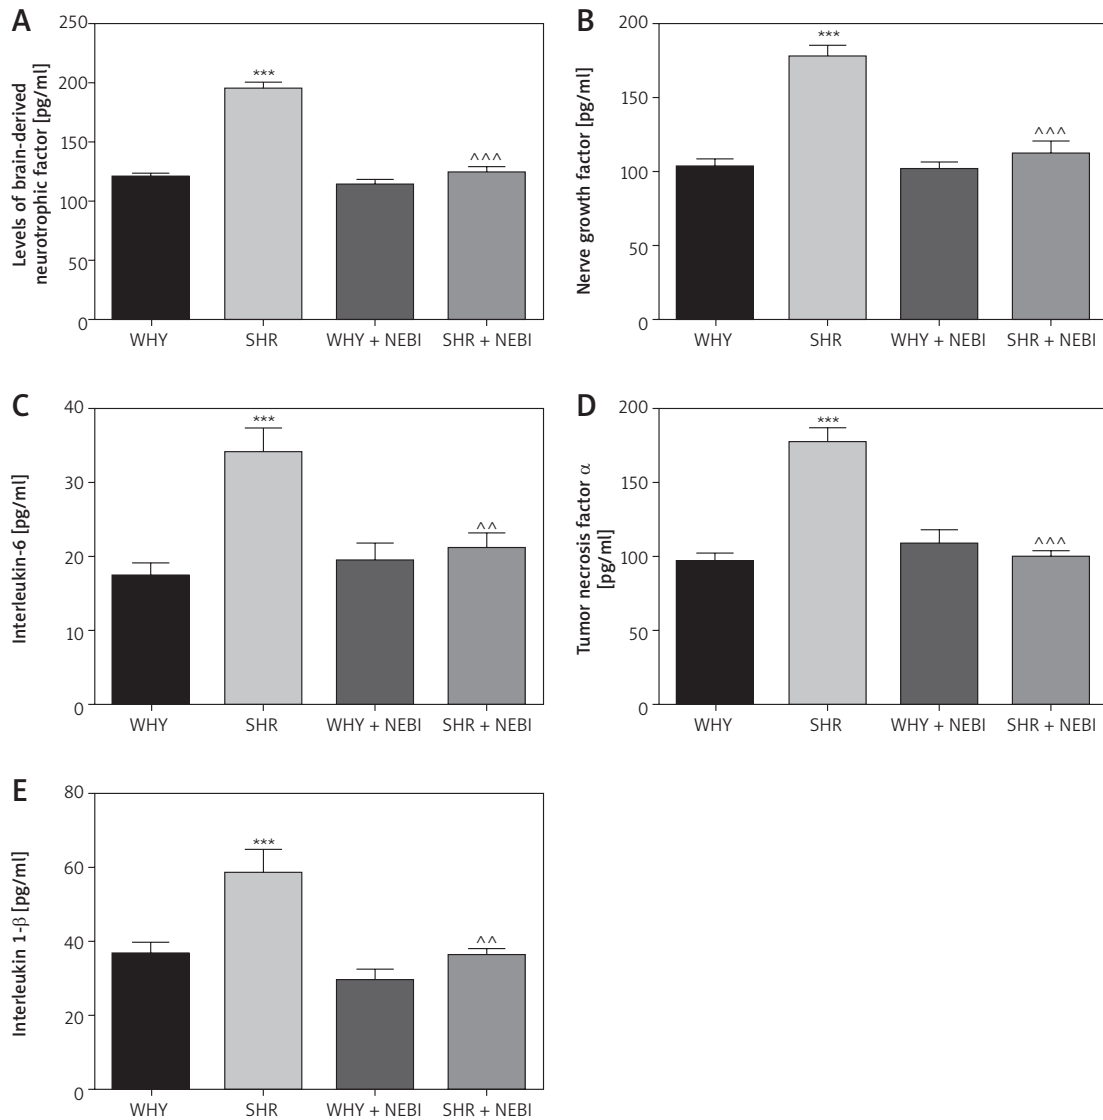 A
Levels of brain-derived
neurotrophic factor [pg/ml]
250
200
150
100
50
0
***
^^^
WHY SHR WHY + NEBI SHR + NEBI
B
Nerve growth factor [pg/ml]
200
150
100
50
0
***
^^^
WHY SHR WHY + NEBI SHR + NEBI
C
Interleukin-6 [pg/ml]
40
30
20
10
0
***
^^
WHY SHR WHY + NEBI SHR + NEBI
D
Tumor necrosis factor α
[pg/ml]
200
150
100
50
0
***
^^^
WHY SHR WHY + NEBI SHR + NEBI
E
Interleukin 1-β [pg/ml]
80
60
40
20
0
***
^^
WHY SHR WHY + NEBI SHR + NEBI